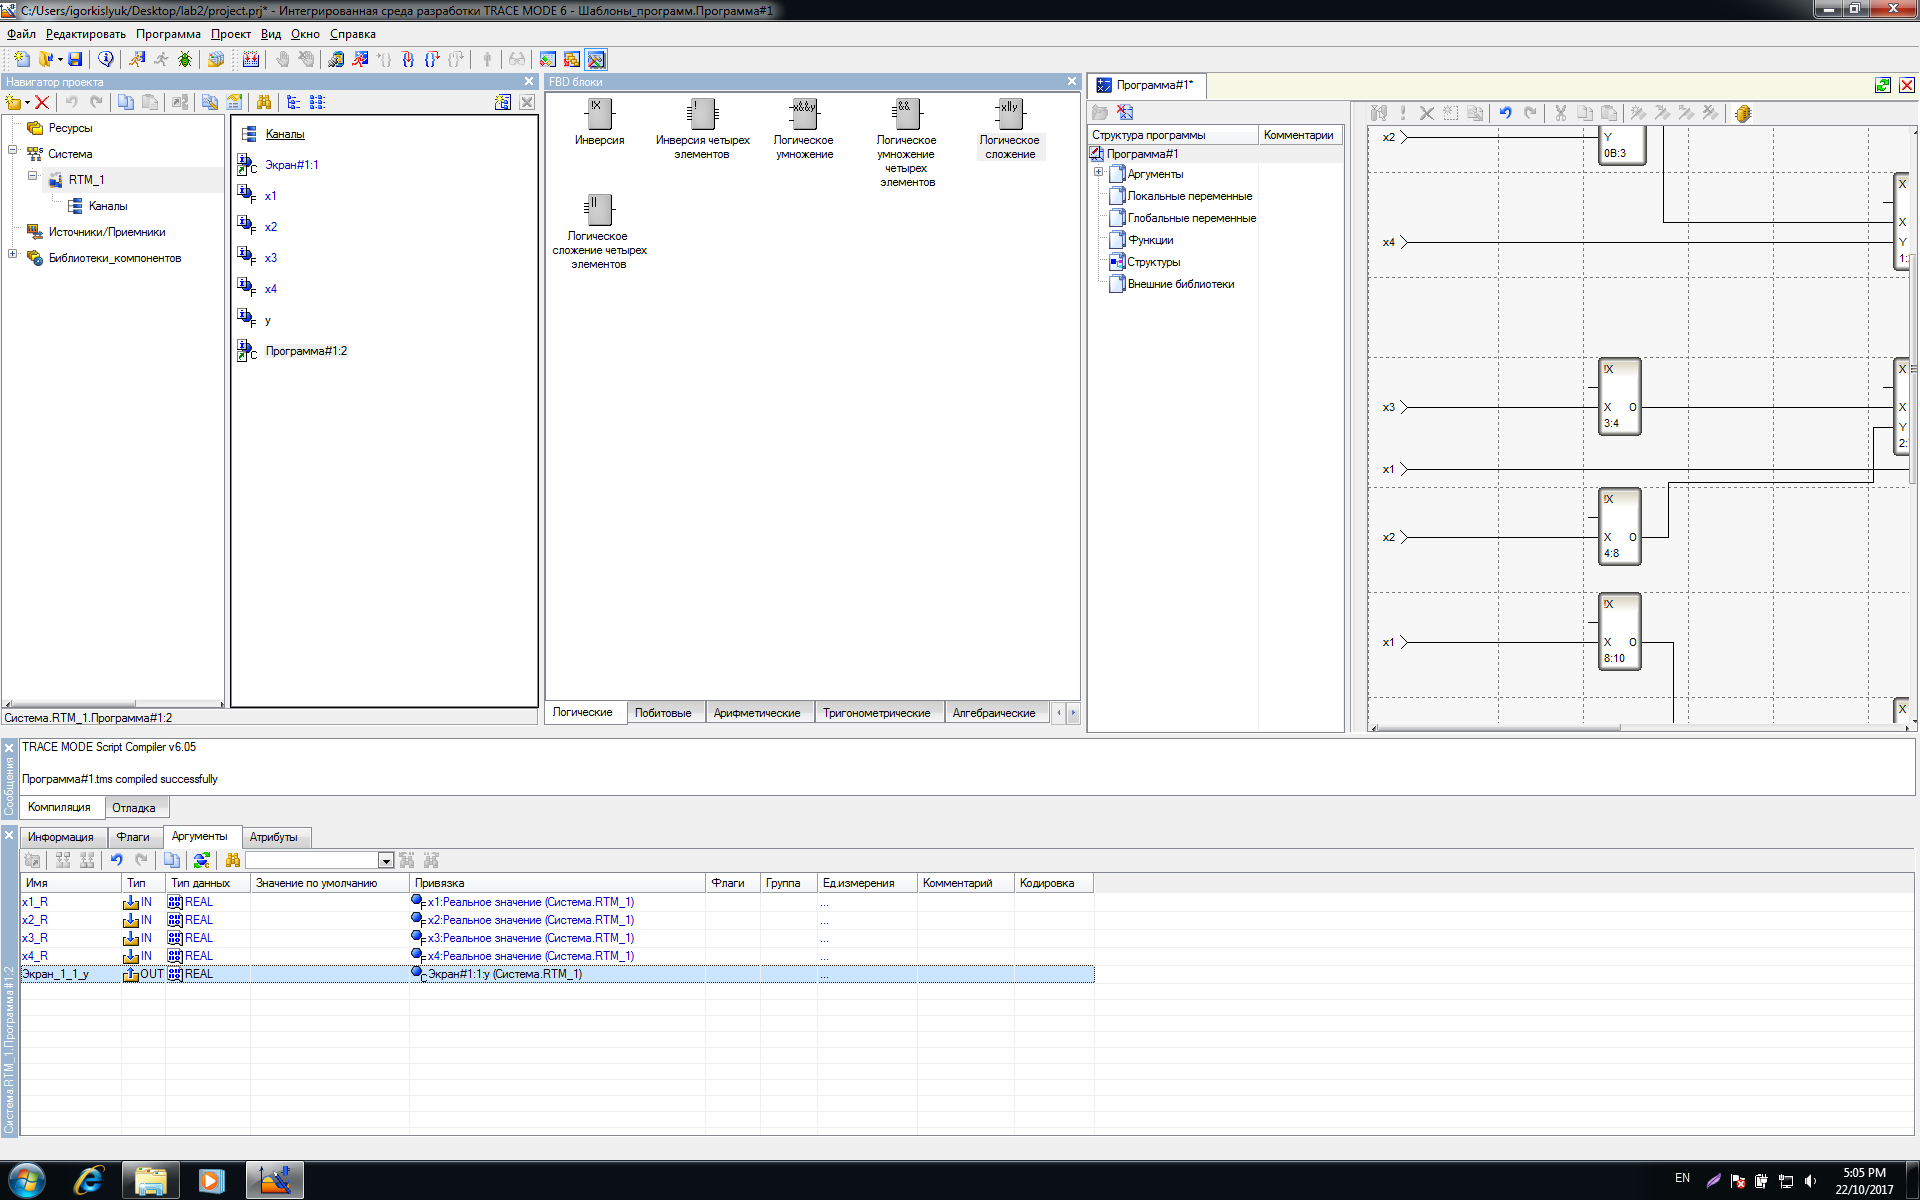 C:/Users/igorkislyuk/Desktop/lab2/project.prj* - Интегрированная среда разработки TRACE MODE 6 - Шаблоны_программ.Программа#1
Файл Редактировать Программа Проект Вид Окно Справка
Навигатор проекта
Ресурсы
Система
RTM_1
Каналы
Источники/Приемники
Библиотеки_компонентов
Каналы
Экран#1:1
x1
x2
x3
x4
y
Программа#1:2
Система.RTM_1.Программа#1:2
FBD блоки
!X
Инверсия
!
Инверсия четырех
элементов
x&&y
Логическое
умножение
&&
Логическое
умножение
четырех
элементов
x||y
Логическое
сложение
||
Логическое
сложение четырех
элементов
Логические Побитовые Арифметические Тригонометрические Алгебраические
Программа#1*
Структура программы Комментарии
Программа#1
Аргументы
Локальные переменные
Глобальные переменные
Функции
Структуры
Внешние библиотеки
x2
Y
0B:3
X
X
x4
Y
1:
!X
X
x3
X O
X
3:4
Y
2:
x1
!X
x2
X O
4:8
!X
x1
X O
8:10
X
Сообщения
TRACE MODE Script Compiler v6.05
Программа#1.tms compiled successfully
Компиляция Отладка
Система.RTM_1.Программа#1:2
Информация Флаги Аргументы Атрибуты
Имя Тип Тип данных Значение по умолчанию Привязка Флаги Группа Ед.измерения Комментарий Кодировка
x1_R IN REAL x1:Реальное значение (Система.RTM_1) ...
x2_R IN REAL x2:Реальное значение (Система.RTM_1) ...
x3_R IN REAL x3:Реальное значение (Система.RTM_1) ...
x4_R IN REAL x4:Реальное значение (Система.RTM_1) ...
Экран_1_1_y OUT REAL Экран#1:1:y (Система.RTM_1) ...
EN
5:05 PM
22/10/2017